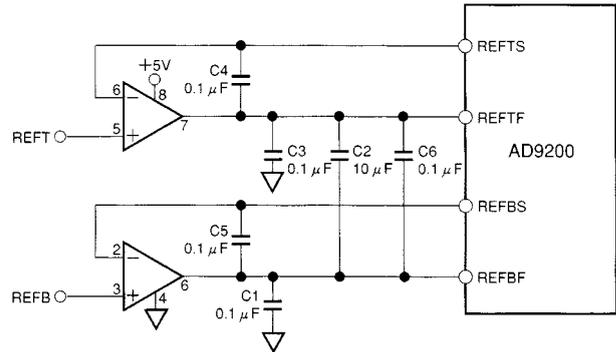 REFTS
+5V
C4
0.1 μF
6
−
8
7
REFTF
REFT
5
+
C3
0.1 μF
C2
10 μF
C6
0.1 μF
AD9200
REFBS
C5
0.1 μF
2
−
6
REFBF
REFB
3
+
4
C1
0.1 μF